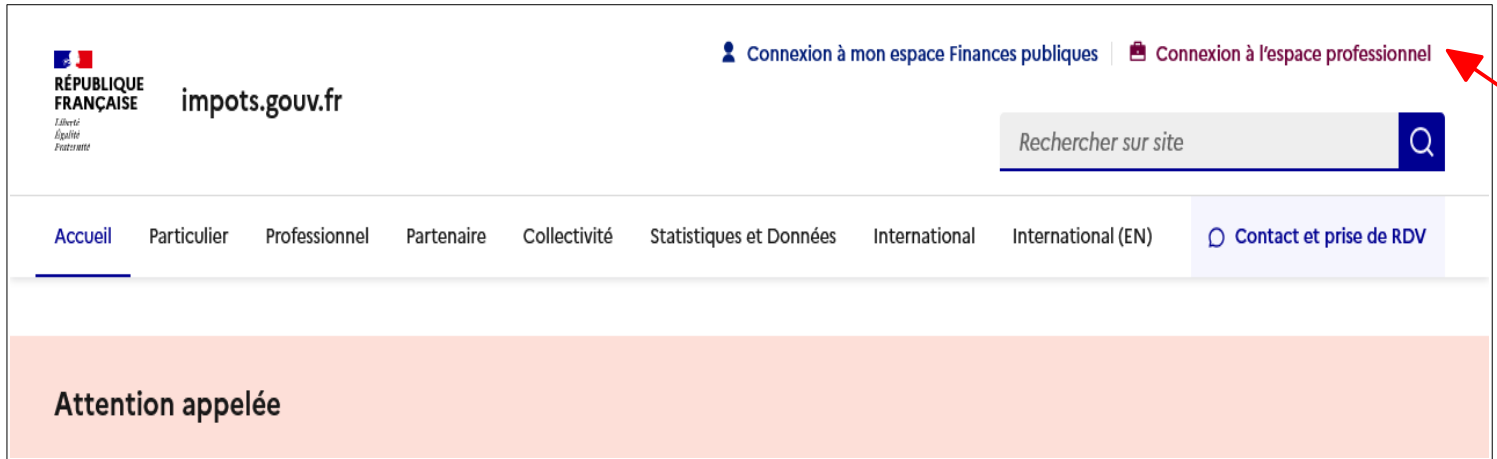 Connexion à mon espace Finances publiques
Connexion à l'espace professionnel
RÉPUBLIQUE
FRANÇAISE
Liberté
Égalité
Fraternité
impots.gouv.fr
Rechercher sur site
Accueil Particulier Professionnel Partenaire Collectivité Statistiques et Données International International (EN) Contact et prise de RDV
Attention appelée